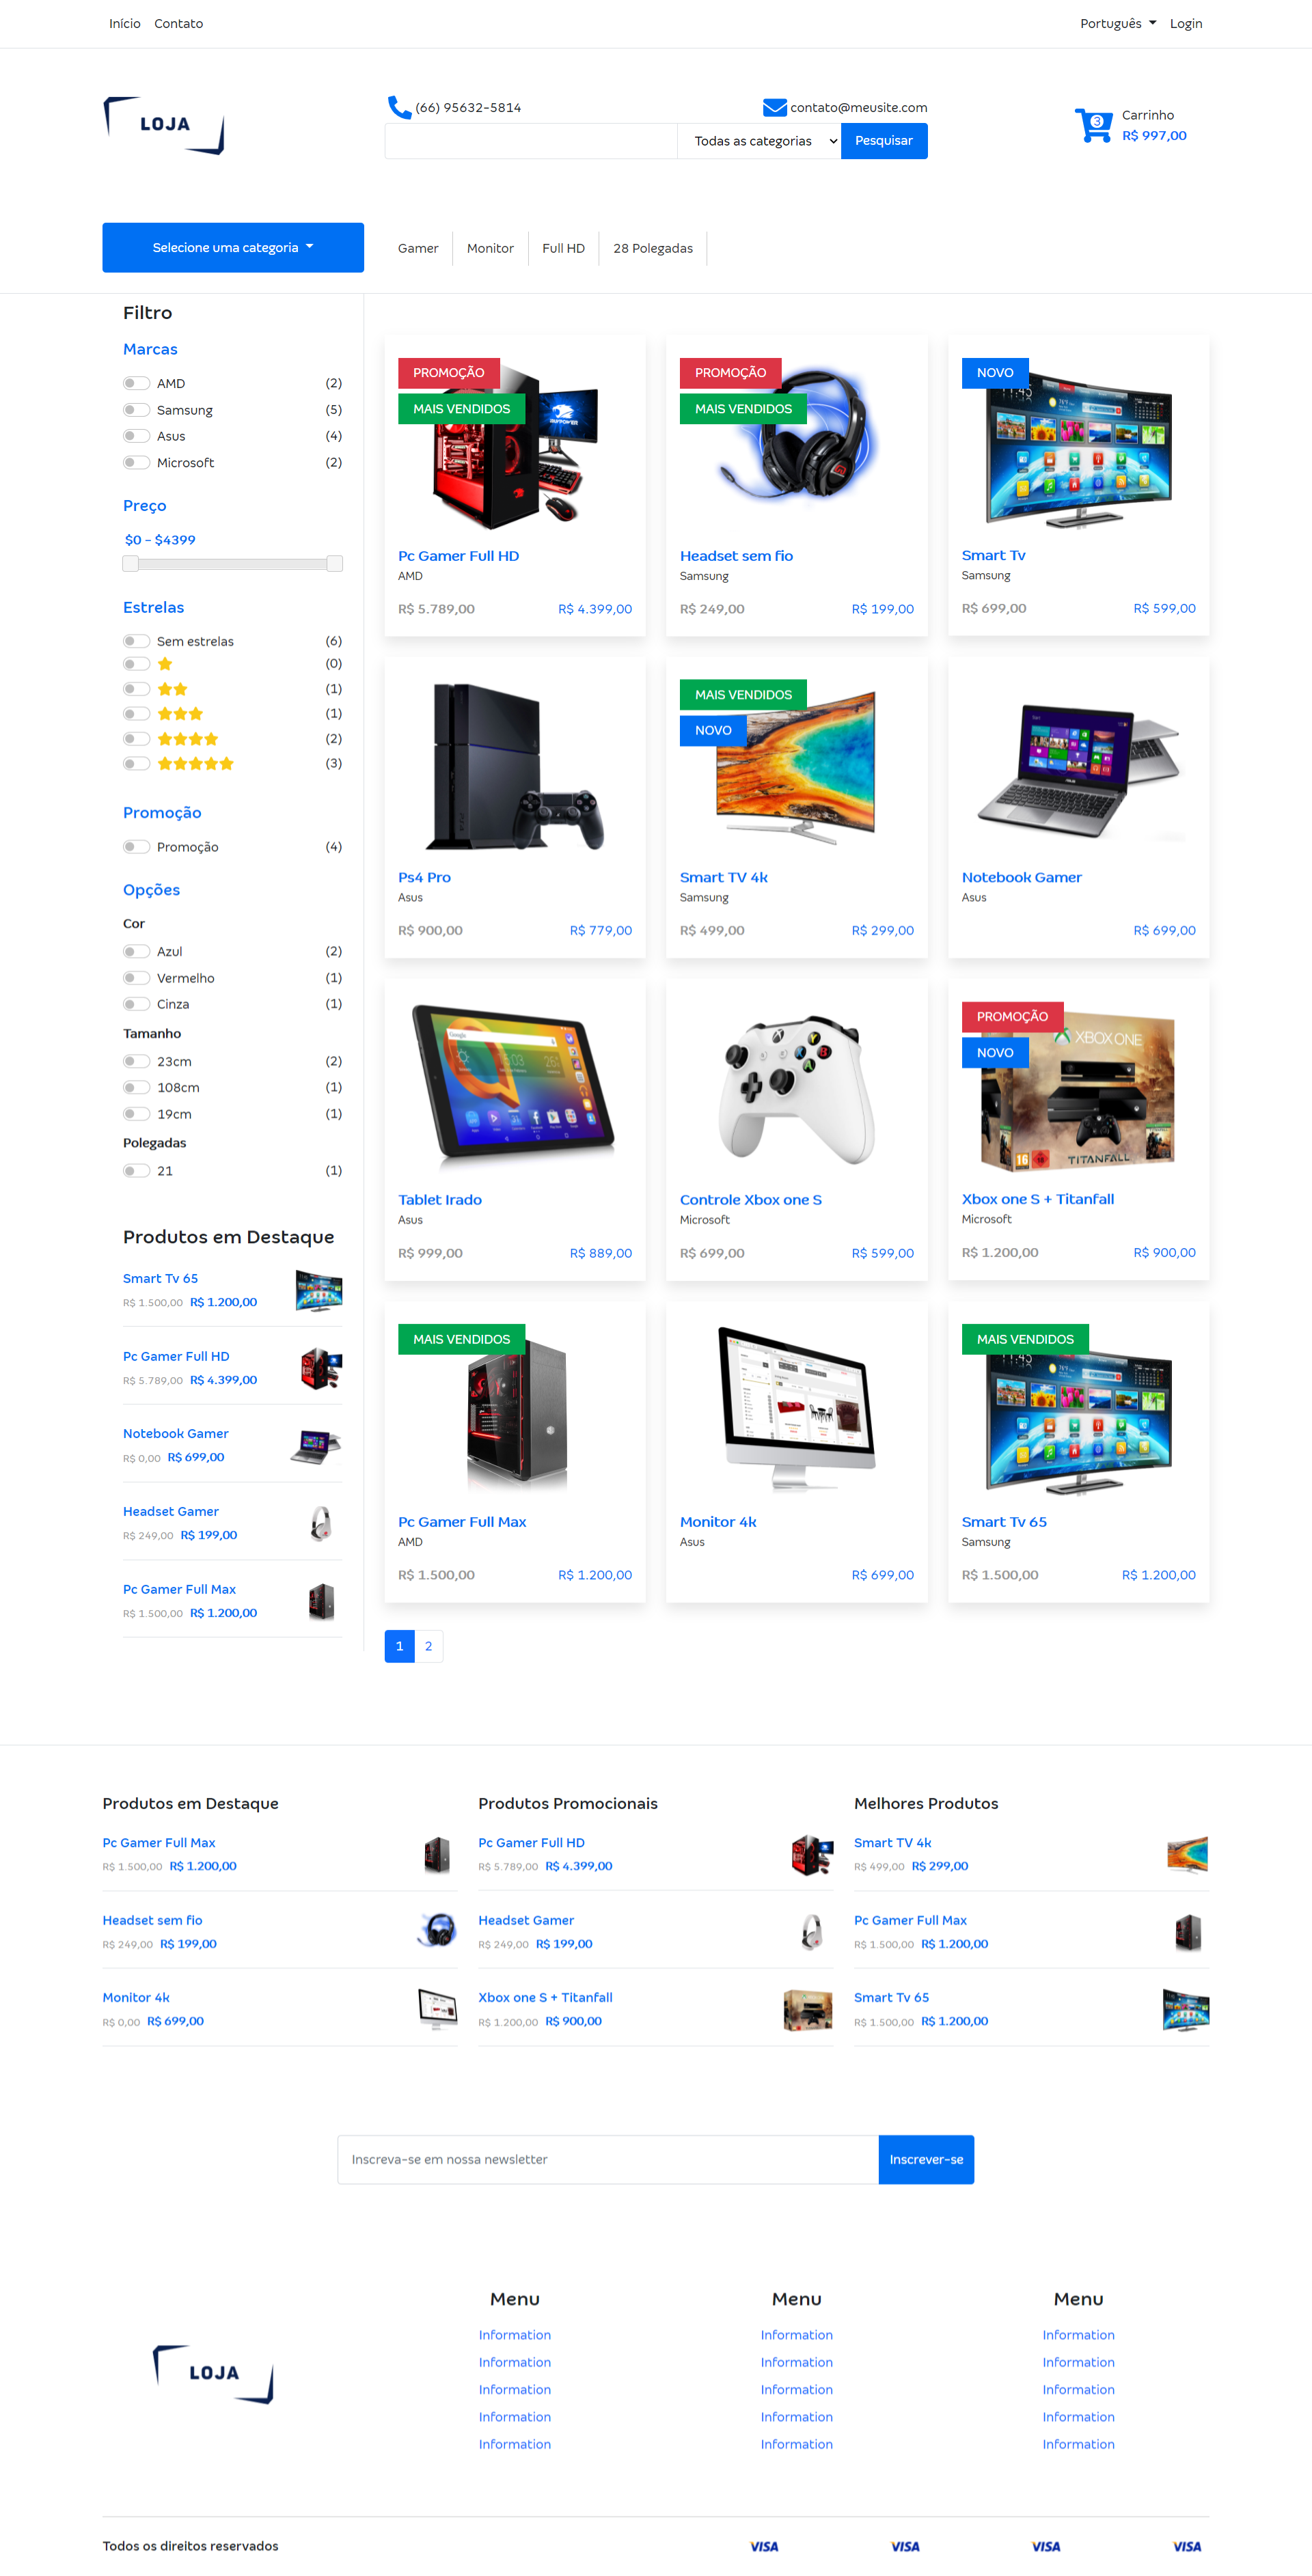 Início Contato Português Login
LOJA
(66) 95632-5814 contato@meusite.com
Todas as categorias Pesquisar
3 Carrinho
R$ 997,00
Selecione uma categoria Gamer Monitor Full HD 28 Polegadas
Filtro
Marcas
AMD (2)
Samsung (5)
Asus (4)
Microsoft (2)
Preço
$0 - $4399
Estrelas
Sem estrelas (6)
(0)
(1)
(1)
(2)
(3)
Promoção
Promoção (4)
Opções
Cor
Azul (2)
Vermelho (1)
Cinza (1)
Tamanho
23cm (2)
108cm (1)
19cm (1)
Polegadas
21 (1)
Produtos em Destaque
Smart Tv 65
R$ 1.500,00 R$ 1.200,00
Pc Gamer Full HD
R$ 5.789,00 R$ 4.399,00
Notebook Gamer
R$ 0,00 R$ 699,00
Headset Gamer
R$ 249,00 R$ 199,00
Pc Gamer Full Max
R$ 1.500,00 R$ 1.200,00
PROMOÇÃO
MAIS VENDIDOS
Pc Gamer Full HD
AMD
R$ 5.789,00 R$ 4.399,00
PROMOÇÃO
MAIS VENDIDOS
Headset sem fio
Samsung
R$ 249,00 R$ 199,00
NOVO
11:45
Smart Tv
Samsung
R$ 699,00 R$ 599,00
Ps4 Pro
Asus
R$ 900,00 R$ 779,00
MAIS VENDIDOS
NOVO
Smart TV 4k
Samsung
R$ 499,00 R$ 299,00
Start
Notebook Gamer
Asus
R$ 699,00
Google
Tablet Irado
Asus
R$ 999,00 R$ 889,00
Y
X B
A
Controle Xbox one S
Microsoft
R$ 699,00 R$ 599,00
PROMOÇÃO
NOVO
XBOX ONE
16 18
TITANFALL
Xbox one S + Titanfall
Microsoft
R$ 1.200,00 R$ 900,00
MAIS VENDIDOS
Pc Gamer Full Max
AMD
R$ 1.500,00 R$ 1.200,00
Monitor 4k
Asus
R$ 699,00
MAIS VENDIDOS
11:45
Smart Tv 65
Samsung
R$ 1.500,00 R$ 1.200,00
1 2
Produtos em Destaque
Pc Gamer Full Max
R$ 1.500,00 R$ 1.200,00
Headset sem fio
R$ 249,00 R$ 199,00
Monitor 4k
R$ 0,00 R$ 699,00
Produtos Promocionais
Pc Gamer Full HD
R$ 5.789,00 R$ 4.399,00
Headset Gamer
R$ 249,00 R$ 199,00
Xbox one S + Titanfall
R$ 1.200,00 R$ 900,00
Melhores Produtos
Smart TV 4k
R$ 499,00 R$ 299,00
Pc Gamer Full Max
R$ 1.500,00 R$ 1.200,00
Smart Tv 65
R$ 1.500,00 R$ 1.200,00
Inscreva-se em nossa newsletter Inscrever-se
LOJA
Menu
Information
Information
Information
Information
Information
Menu
Information
Information
Information
Information
Information
Menu
Information
Information
Information
Information
Information
Todos os direitos reservados VISA VISA VISA VISA